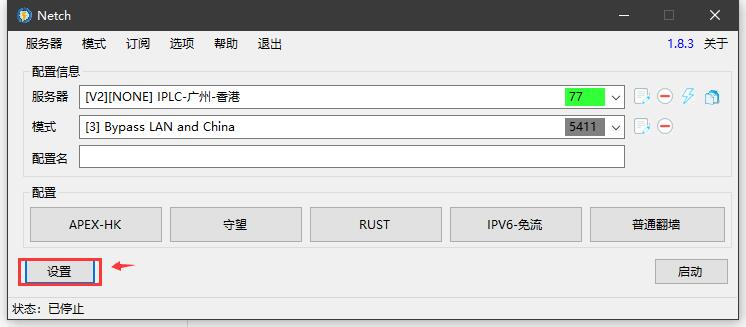 Netch
服务器 模式 订阅 选项 帮助 退出 1.8.3 关于
配置信息
服务器 [V2][NONE] IPLC-广州-香港 77
模式 [3] Bypass LAN and China 5411
配置名
配置
APEX-HK 守望 RUST IPV6-免流 普通翻墙
设置 启动
状态：已停止